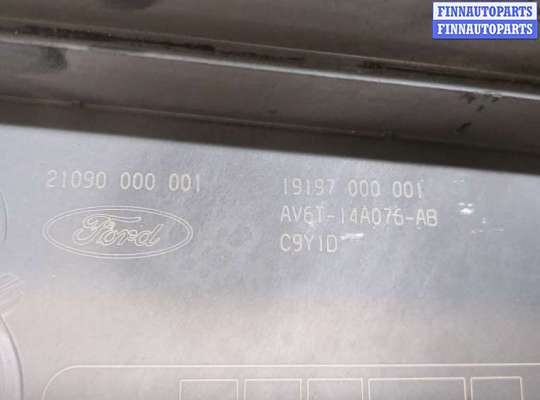 FINNAUTOPARTS
FINNAUTOPARTS
21090 000 001
19197 000 001
Ford
AV6T-14A076-AB
C9Y1D